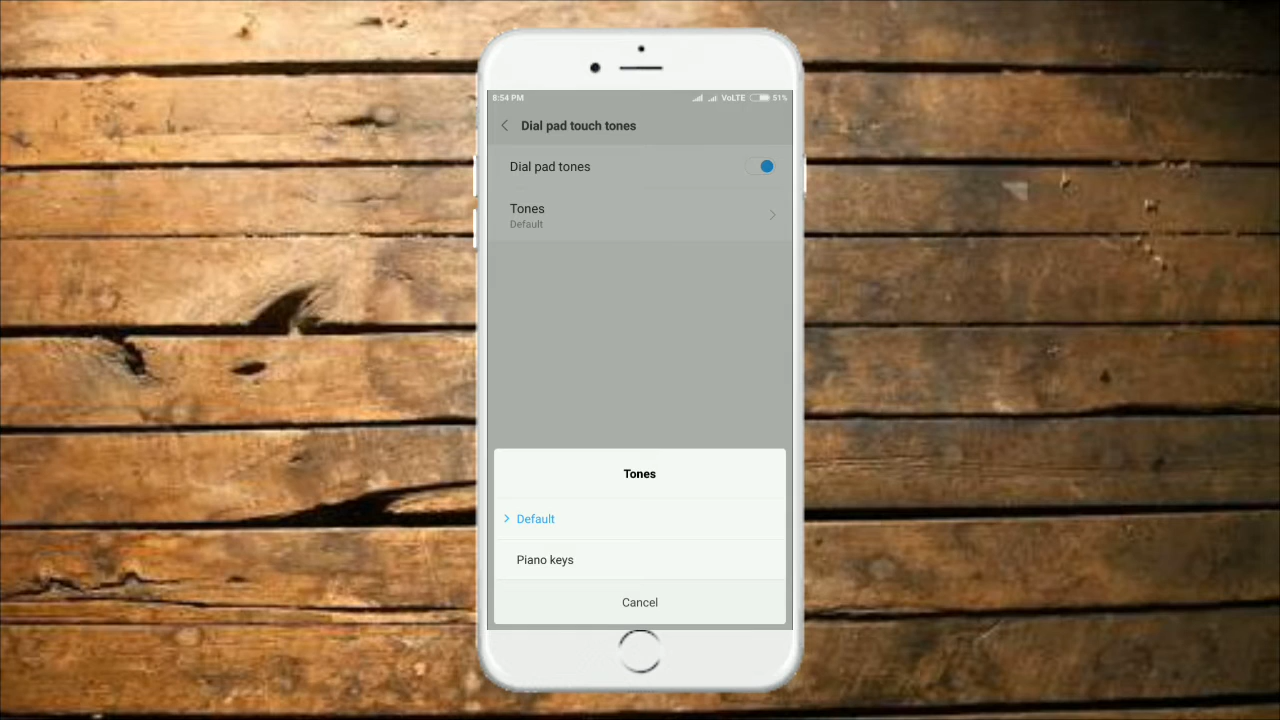 8:54 PM VoLTE 51%
Dial pad touch tones
Dial pad tones
Tones
Default
Tones
Default
Piano keys
Cancel